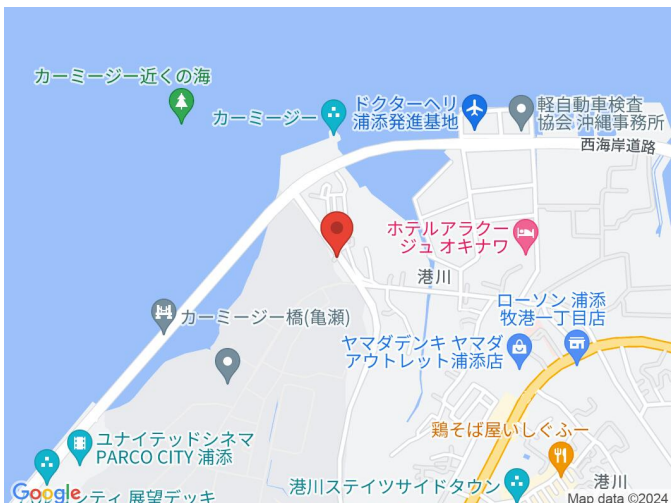 カーミージー近くの海
カーミージー
ドクターヘリ
浦添発進基地
軽自動車検査
協会 沖縄事務所
西海岸道路
ホテルアラクー
ジュ オキナワ
港川
ローソン 浦添
牧港一丁目店
カーミージー橋(亀瀬)
ヤマダデンキ ヤマダ
アウトレット浦添店
ユナイテッドシネマ
PARCO CITY 浦添
鶏そば屋いしぐふー
港川ステイツサイドタウン
港川
ティ 展望デッキ
Google
Map data ©2024